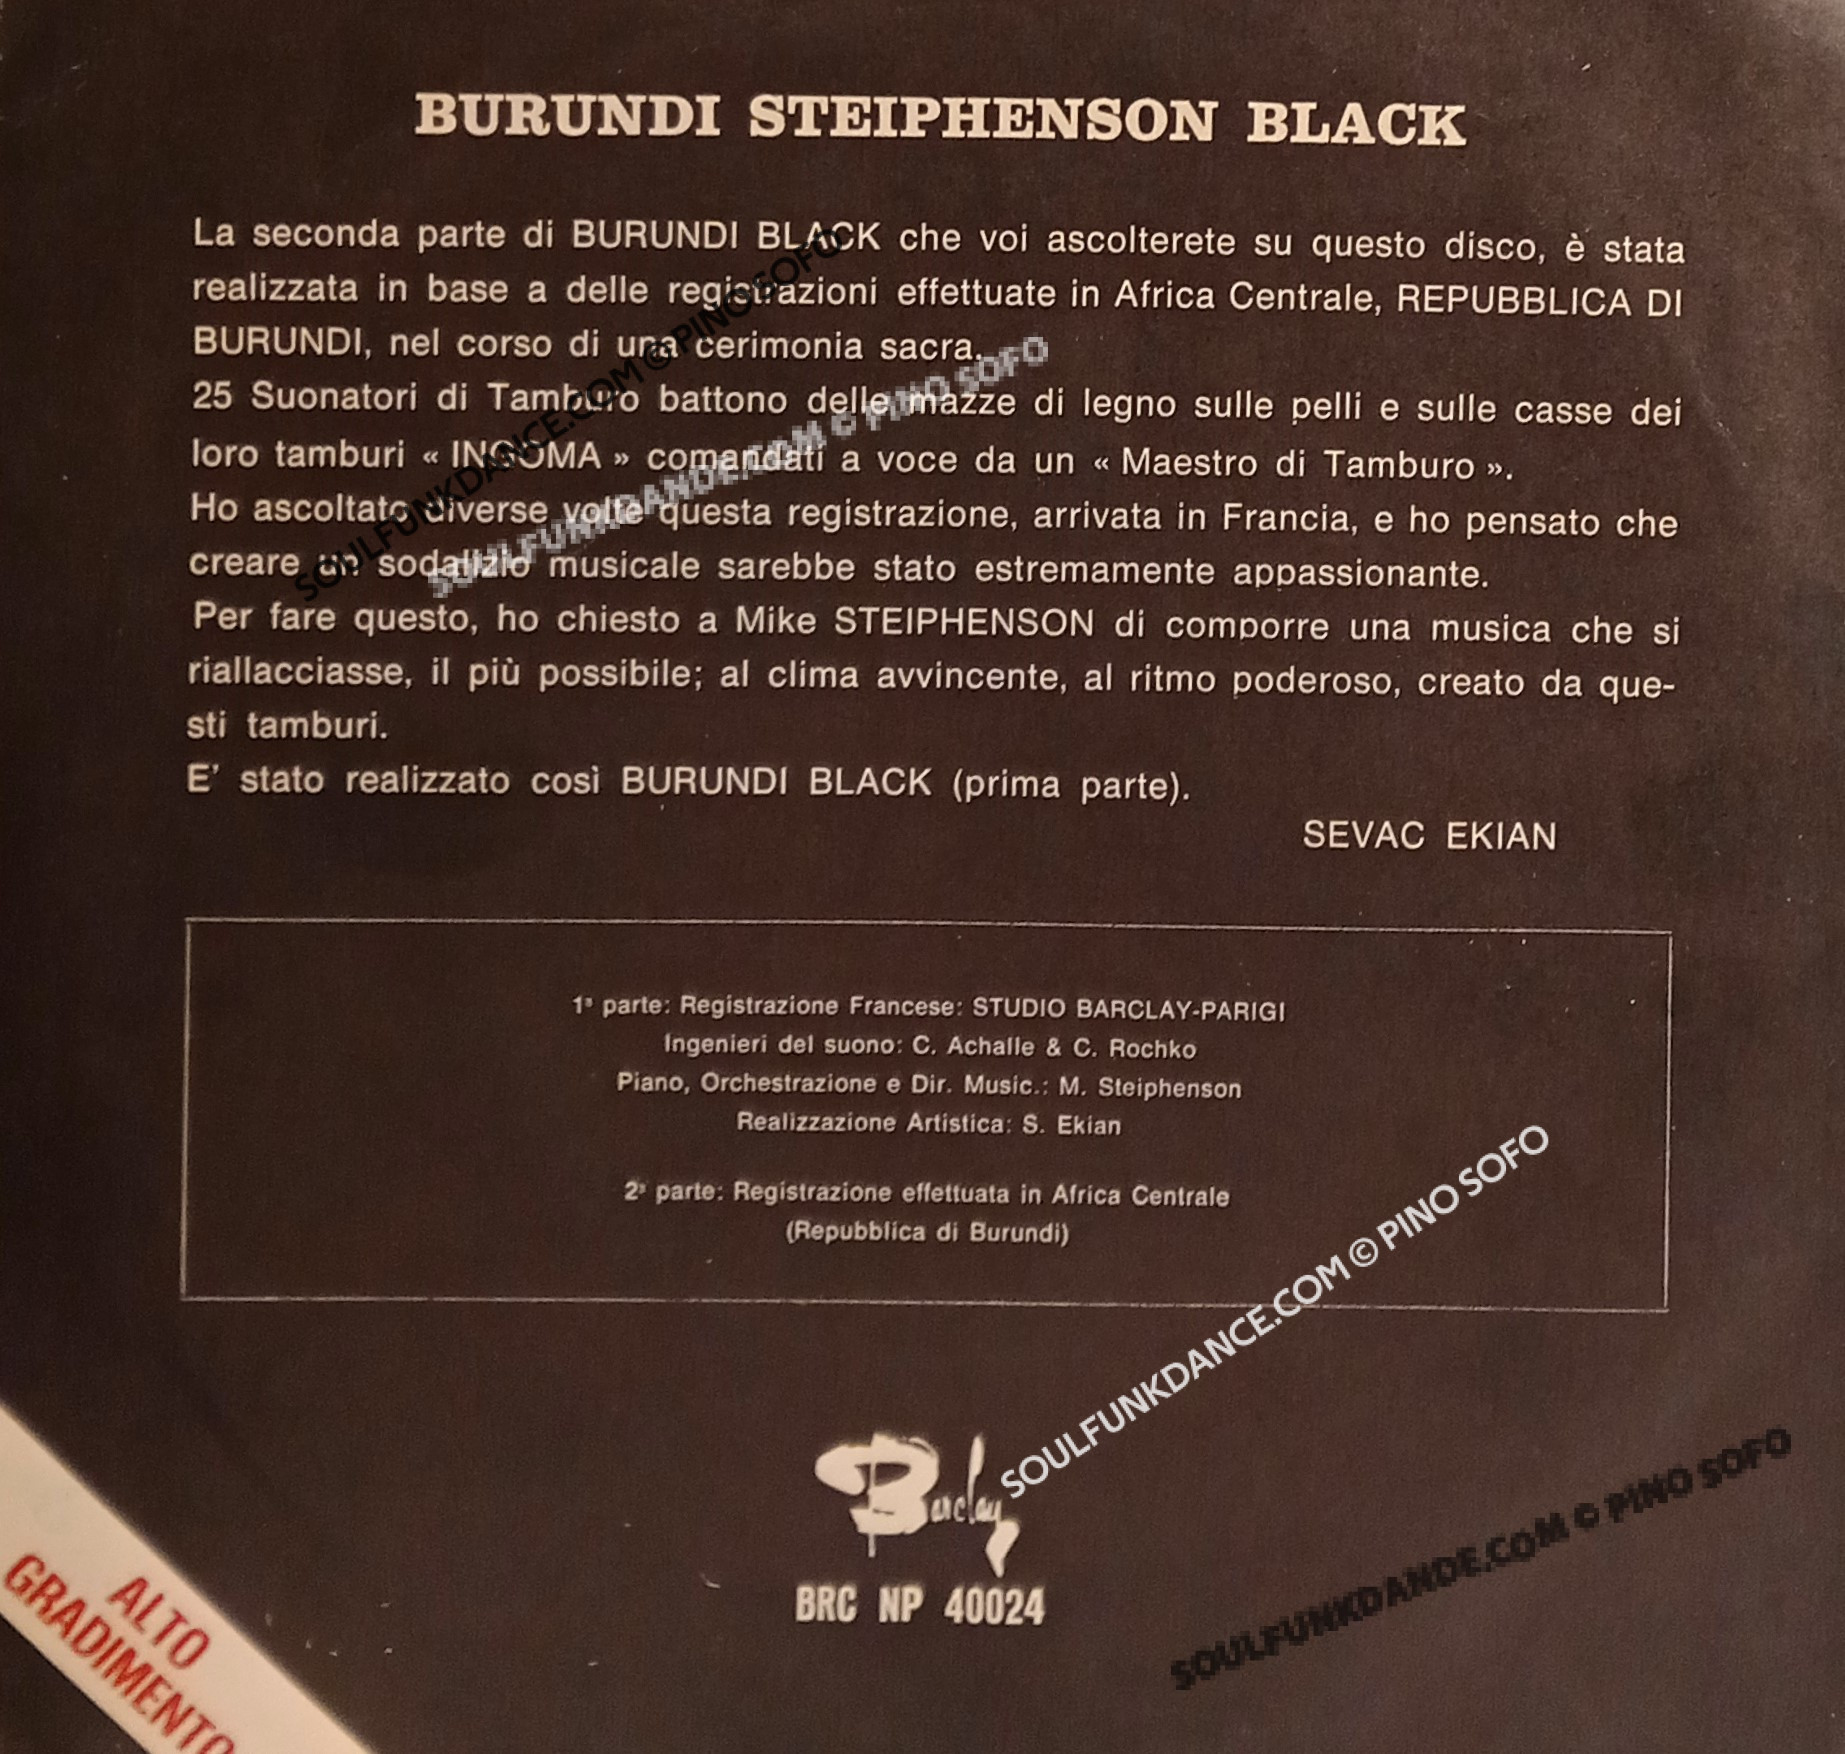 BURUNDI STEIPHENSON BLACK
La seconda parte di BURUNDI BLACK che voi ascolterete su questo disco, è stata
realizzata in base a delle registrazioni effettuate in Africa Centrale, REPUBBLICA DI
BURUNDI, nel corso di una cerimonia sacra.
25 Suonatori di Tamburo battono delle mazze di legno sulle pelli e sulle casse dei
loro tamburi « INGOMA » comandati a voce da un « Maestro di Tamburo ».
Ho ascoltato diverse volte questa registrazione, arrivata in Francia, e ho pensato che
creare un sodalizio musicale sarebbe stato estremamente appassionante.
Per fare questo, ho chiesto a Mike STEIPHENSON di comporre una musica che si
riallacciasse, il più possibile; al clima avvincente, al ritmo poderoso, creato da que-
sti tamburi.
E' stato realizzato così BURUNDI BLACK (prima parte).
SEVAC EKIAN
SOULFUNKDANCE.COM © PINO SOFO
SOULFUNKDANDE.COM © PINO SOFO
1ª parte: Registrazione Francese: STUDIO BARCLAY-PARIGI
Ingenieri del suono: C. Achalle & C. Rochko
Piano, Orchestrazione e Dir. Music.: M. Steiphenson
Realizzazione Artistica: S. Ekian
2ª parte: Registrazione effettuata in Africa Centrale
(Repubblica di Burundi)
SOULFUNKDANCE.COM © PINO SOFO
Barclay
BRC NP 40024
SOULFUNKDANDE.COM © PINO SOFO
ALTO
GRADIMENTO